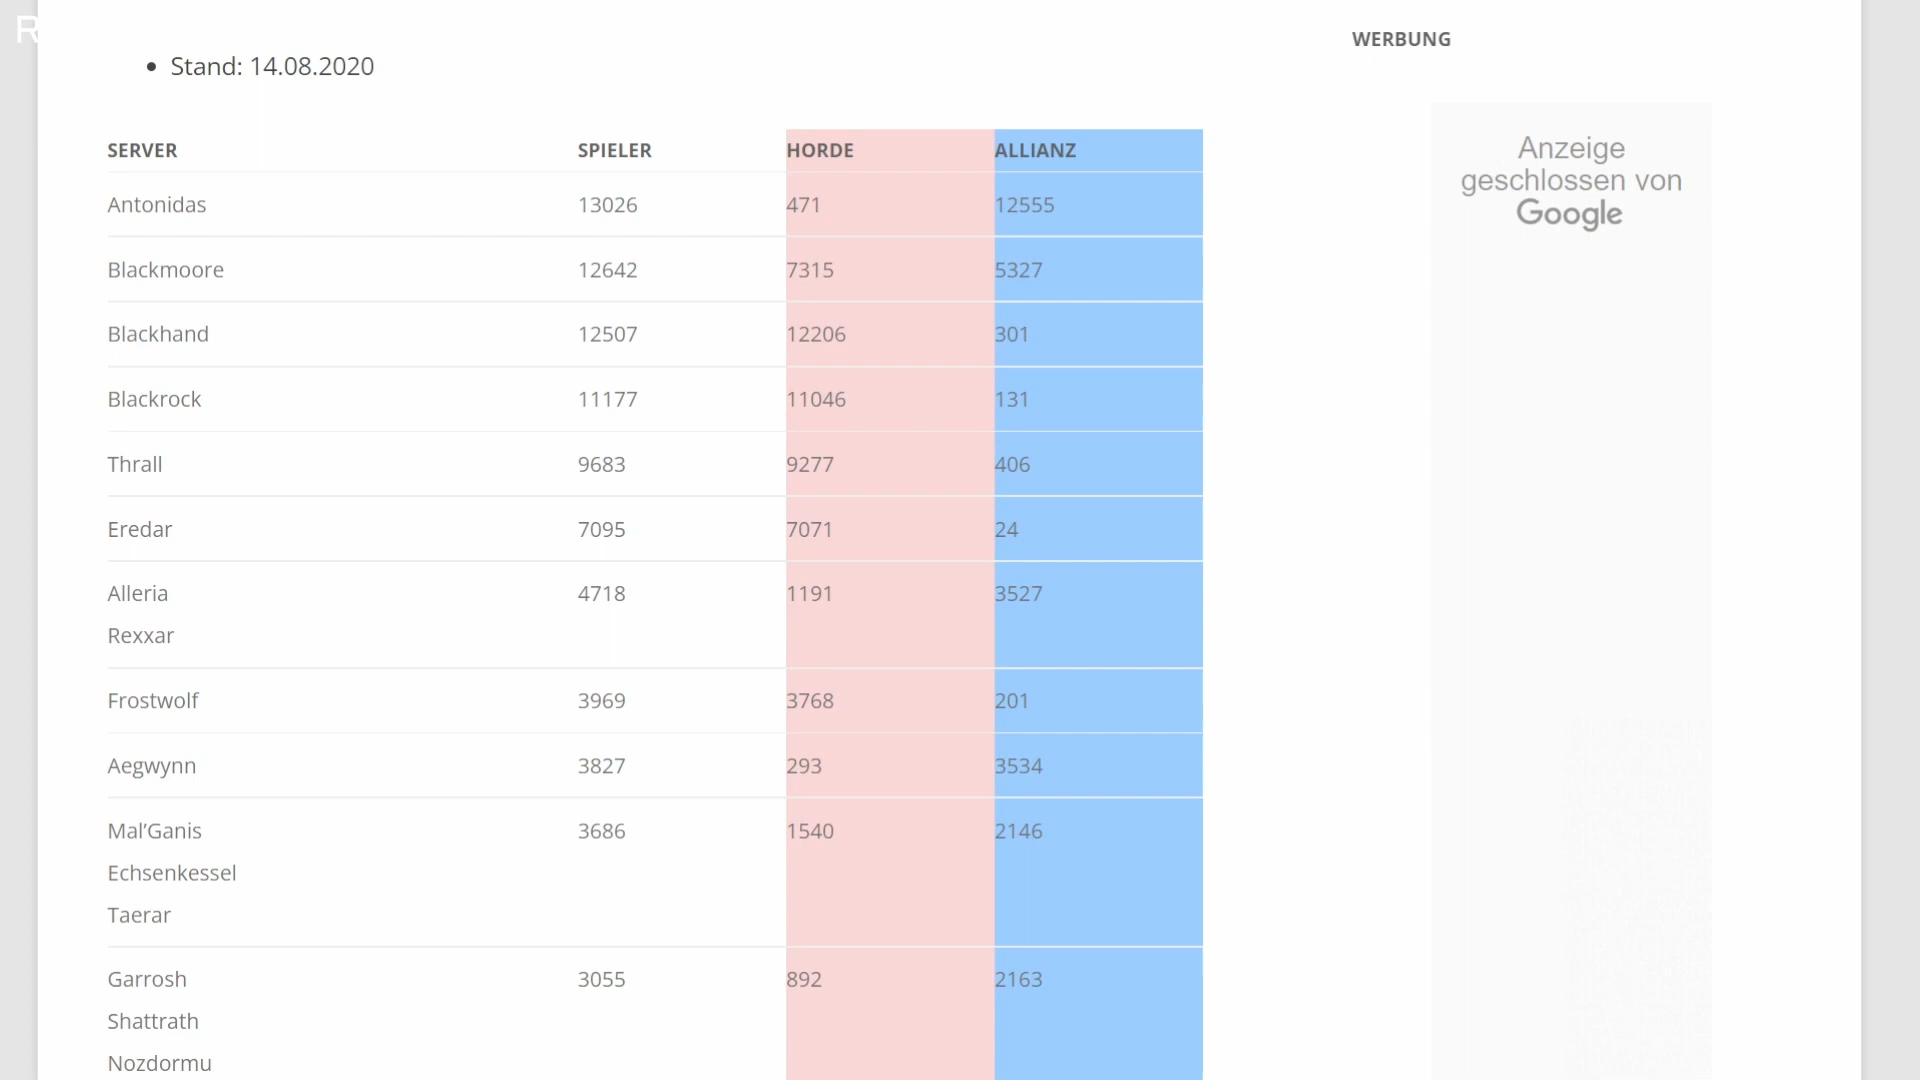 R
WERBUNG
Stand: 14.08.2020
SERVER SPIELER HORDE ALLIANZ
Antonidas 13026 471 12555
Blackmoore 12642 7315 5327
Blackhand 12507 12206 301
Blackrock 11177 11046 131
Thrall 9683 9277 406
Eredar 7095 7071 24
Alleria 4718 1191 3527
Rexxar
Frostwolf 3969 3768 201
Aegwynn 3827 293 3534
Mal’Ganis 3686 1540 2146
Echsenkessel
Taerar
Garrosh 3055 892 2163
Shattrath
Nozdormu
Anzeige
geschlossen von
Google